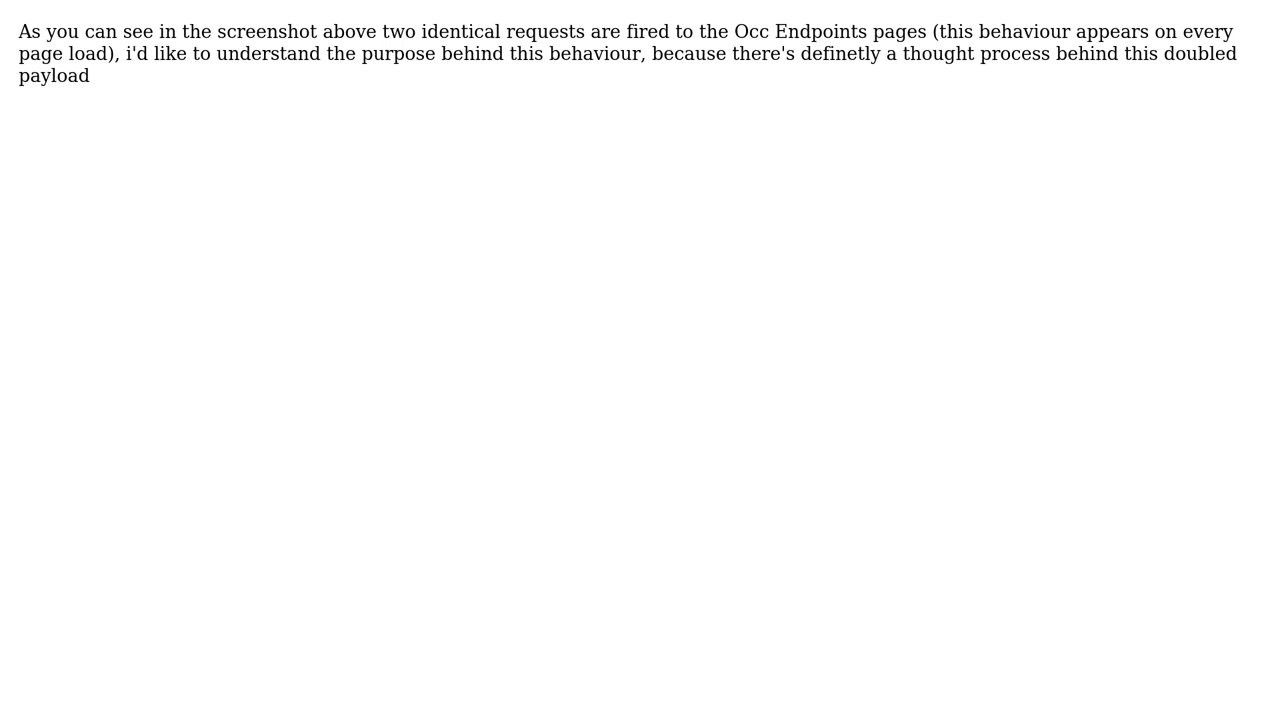 As you can see in the screenshot above two identical requests are fired to the Occ Endpoints pages (this behaviour appears on every
page load), i'd like to understand the purpose behind this behaviour, because there's definetly a thought process behind this doubled
payload